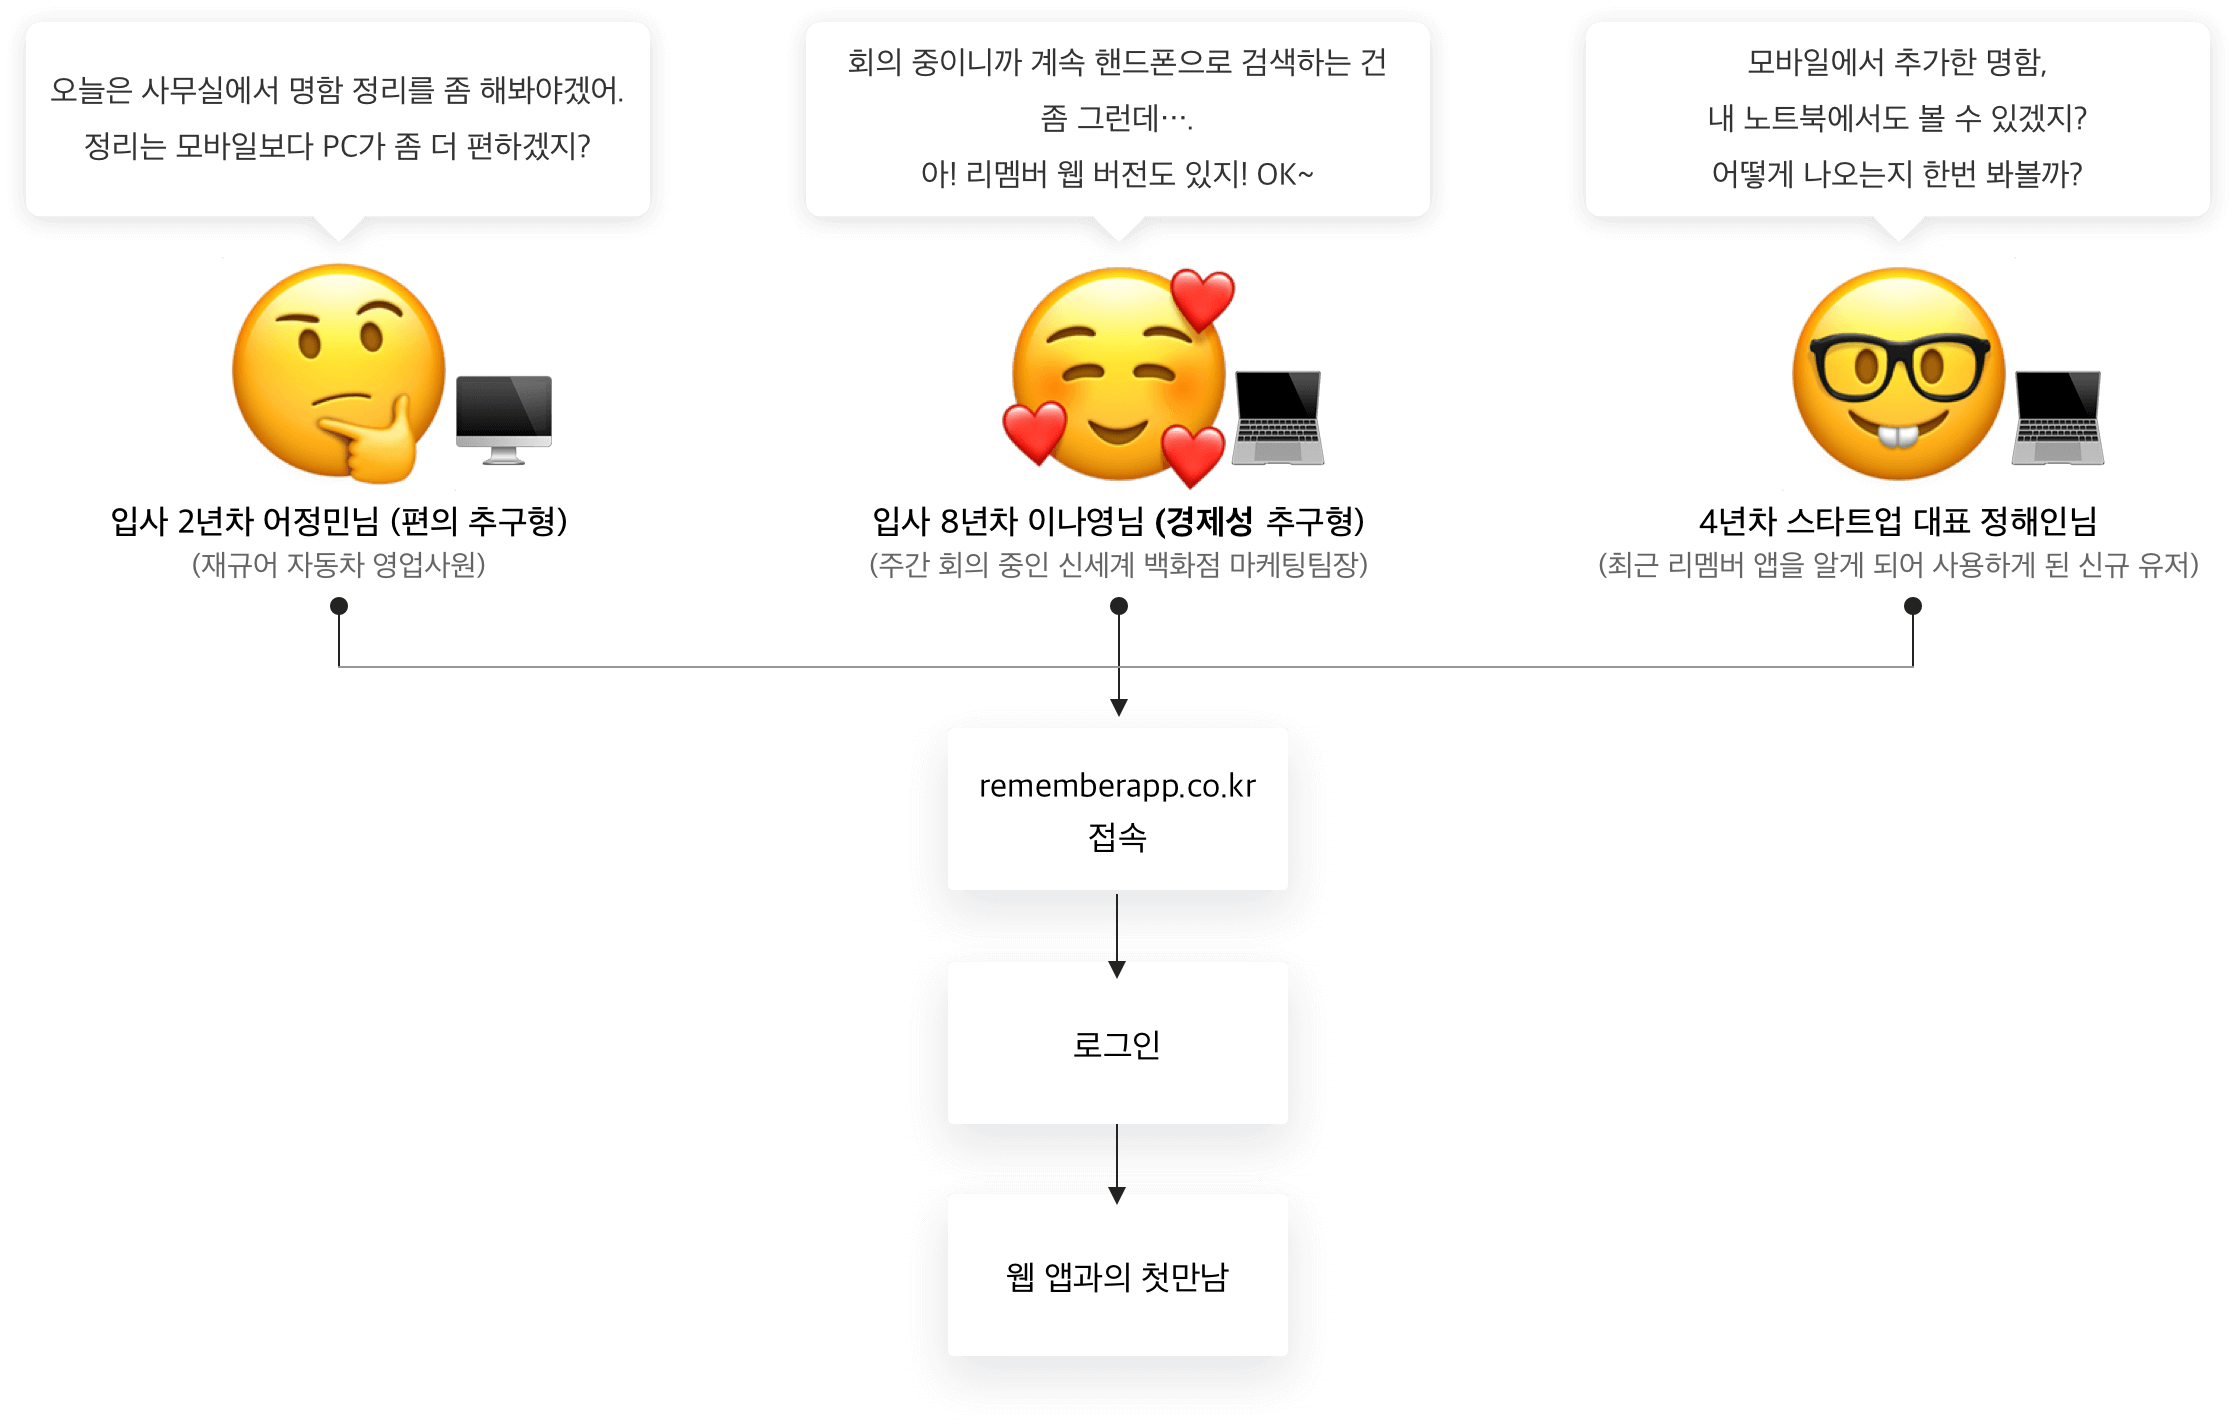 오늘은 사무실에서 명함 정리를 좀 해봐야겠어.
정리는 모바일보다 PC가 좀 더 편하겠지?
회의 중이니까 계속 핸드폰으로 검색하는 건
좀 그런데….
아! 리멤버 웹 버전도 있지! OK~
모바일에서 추가한 명함,
내 노트북에서도 볼 수 있겠지?
어떻게 나오는지 한번 봐볼까?
입사 2년차 어정민님 (편의 추구형)
(재규어 자동차 영업사원)
입사 8년차 이나영님 (경제성 추구형)
(주간 회의 중인 신세계 백화점 마케팅팀장)
4년차 스타트업 대표 정해인님
(최근 리멤버 앱을 알게 되어 사용하게 된 신규 유저)
rememberapp.co.kr
접속
로그인
웹 앱과의 첫만남